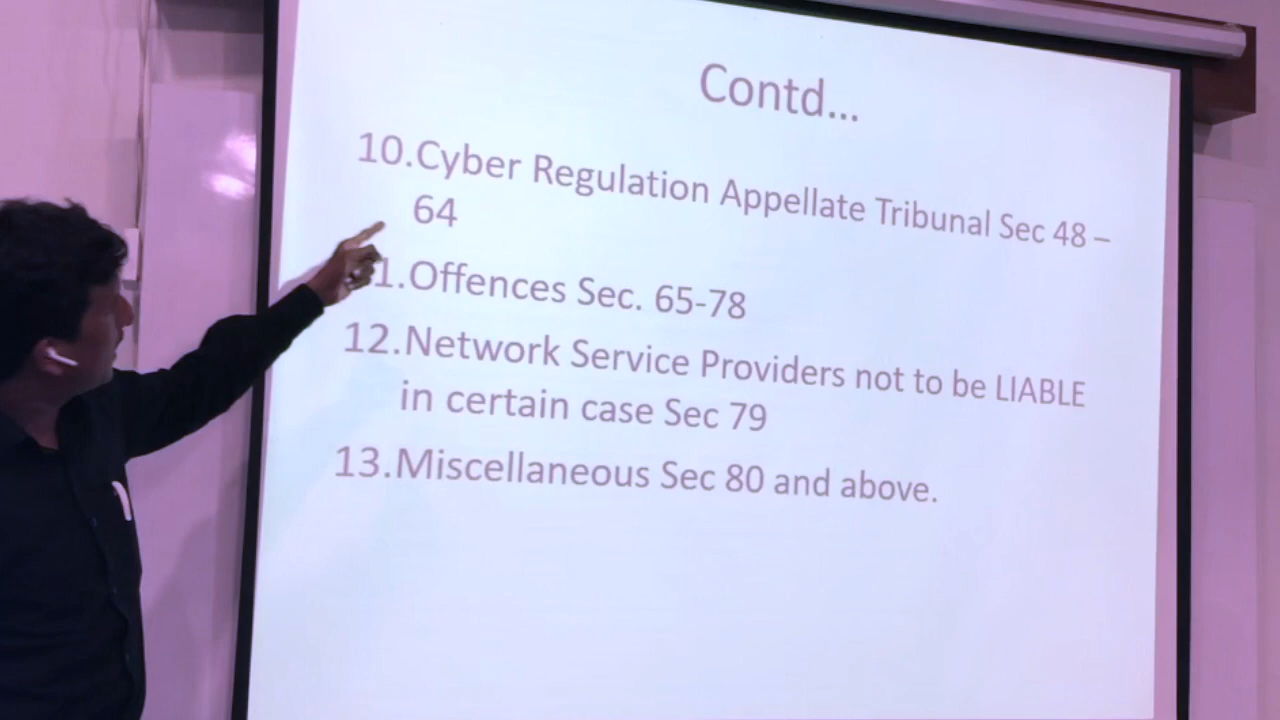 Contd...
10.Cyber Regulation Appellate Tribunal Sec 48 –
64
1.Offences Sec. 65-78
12.Network Service Providers not to be LIABLE
in certain case Sec 79
13.Miscellaneous Sec 80 and above.